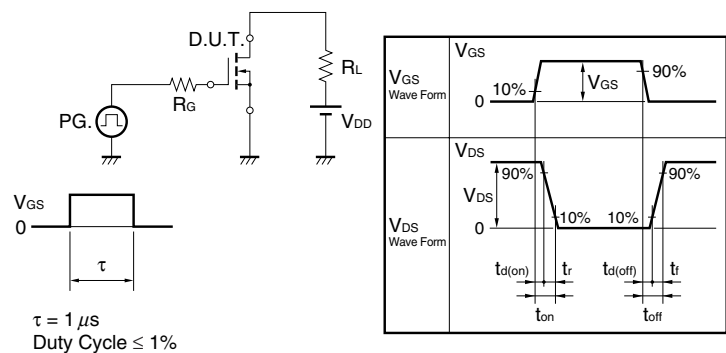 D.U.T.
RL
RG
PG.
VDD
VGS
0
τ
τ = 1 μs
Duty Cycle ≤ 1%
VGS
Wave Form
VGS
10%
VGS
90%
0
VDS
Wave Form
VDS
90%
VDS
90%
10%
10%
0
td(on)
tr
td(off)
tf
ton
toff